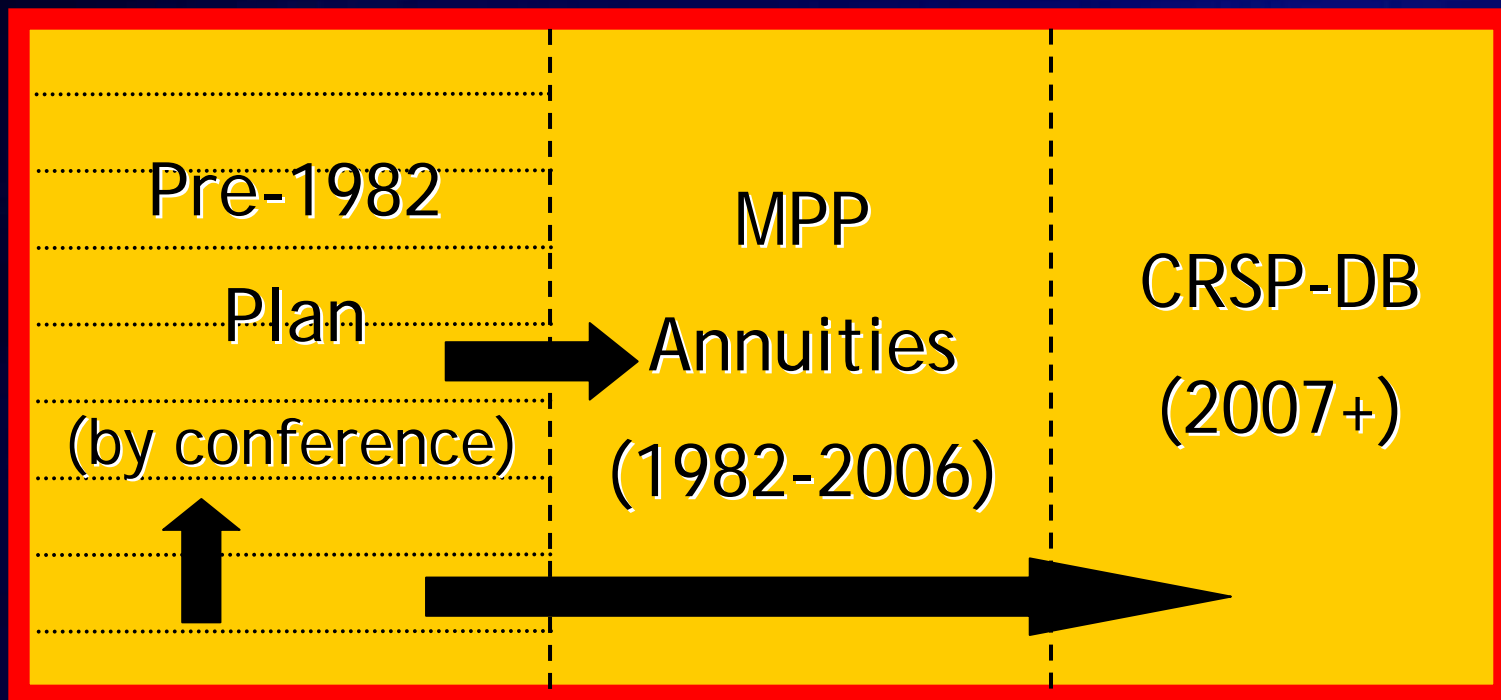 Pre-1982
Plan
(by conference)
MPP
Annuities
(1982-2006)
CRSP-DB
(2007+)